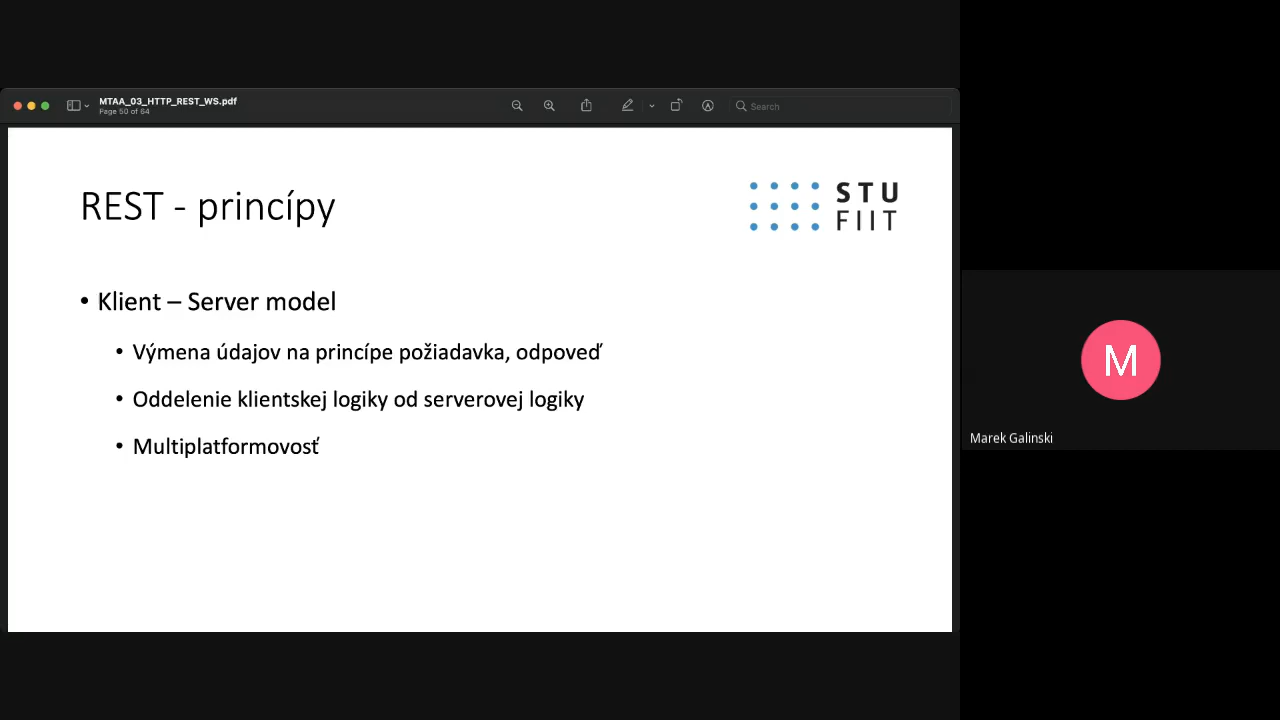 MTAA_03_HTTP_REST_WS.pdf
Page 50 of 64
Search
REST - princípy
STU
FIIT
• Klient – Server model
• Výmena údajov na princípe požiadavka, odpoveď
• Oddelenie klientskej logiky od serverovej logiky
• Multiplatformovosť
M
Marek Galinski